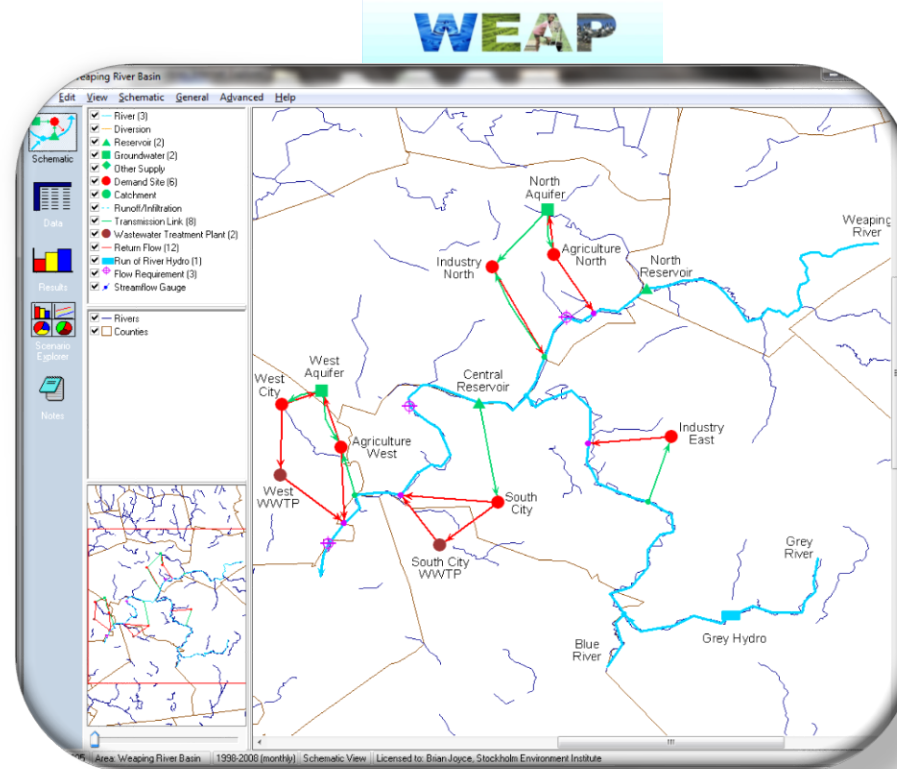 WEAP
Weaping River Basin
Edit View Schematic General Advanced Help
Schematic
Data
Results
Scenario
Explorer
Notes
River (3)
Diversion
Reservoir (2)
Groundwater (2)
Other Supply
Demand Site (6)
Catchment
Runoff/Infiltration
Transmission Link (8)
Wastewater Treatment Plant (2)
Return Flow (12)
Run of River Hydro (1)
Flow Requirement (3)
Streamflow Gauge
Rivers
Counties
North
Aquifer
Weaping
River
Industry
North
Agriculture
North
North
Reservoir
West
Aquifer
West
City
Central
Reservoir
Agriculture
West
Industry
East
West
WWTP
South
City
South City
WWTP
Grey
River
Grey Hydro
Blue
River
Area: Weaping River Basin 1998-2008 (monthly) Schematic View Licensed to: Brian Joyce, Stockholm Environment Institute